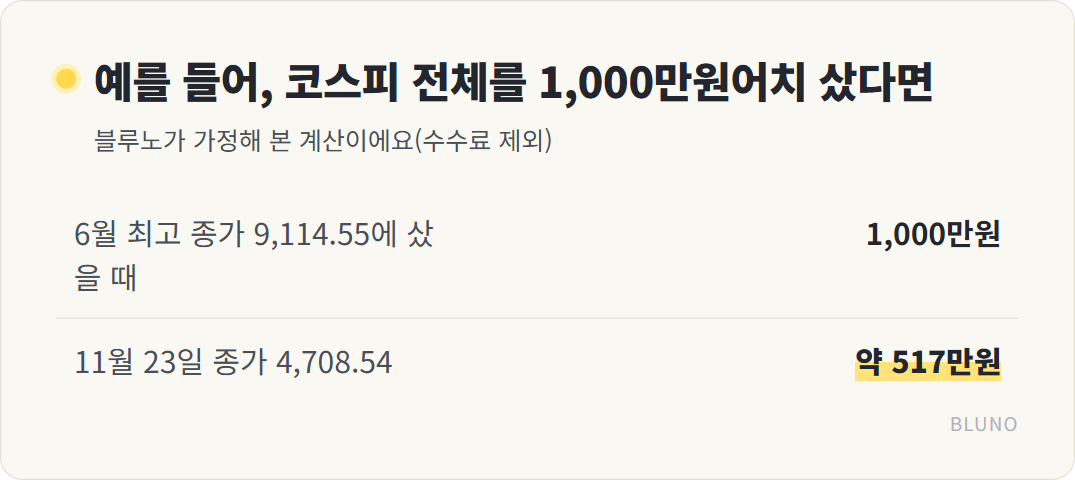 예를 들어, 코스피 전체를 1,000만원어치 샀다면
블루노가 가정해 본 계산이에요(수수료 제외)
6월 최고 종가 9,114.55에 샀
을 때
1,000만원
11월 23일 종가 4,708.54
약 517만원
BLUNO